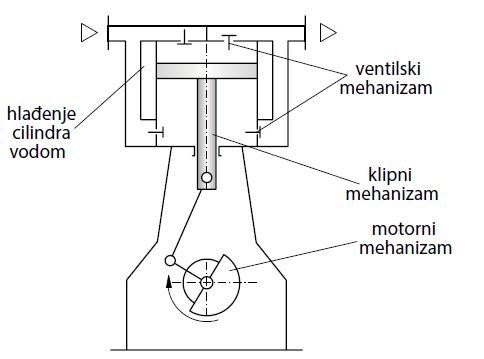 ventilski
mehanizam
hlađenje
cilindra
vodom
klipni
mehanizam
motorni
mehanizam